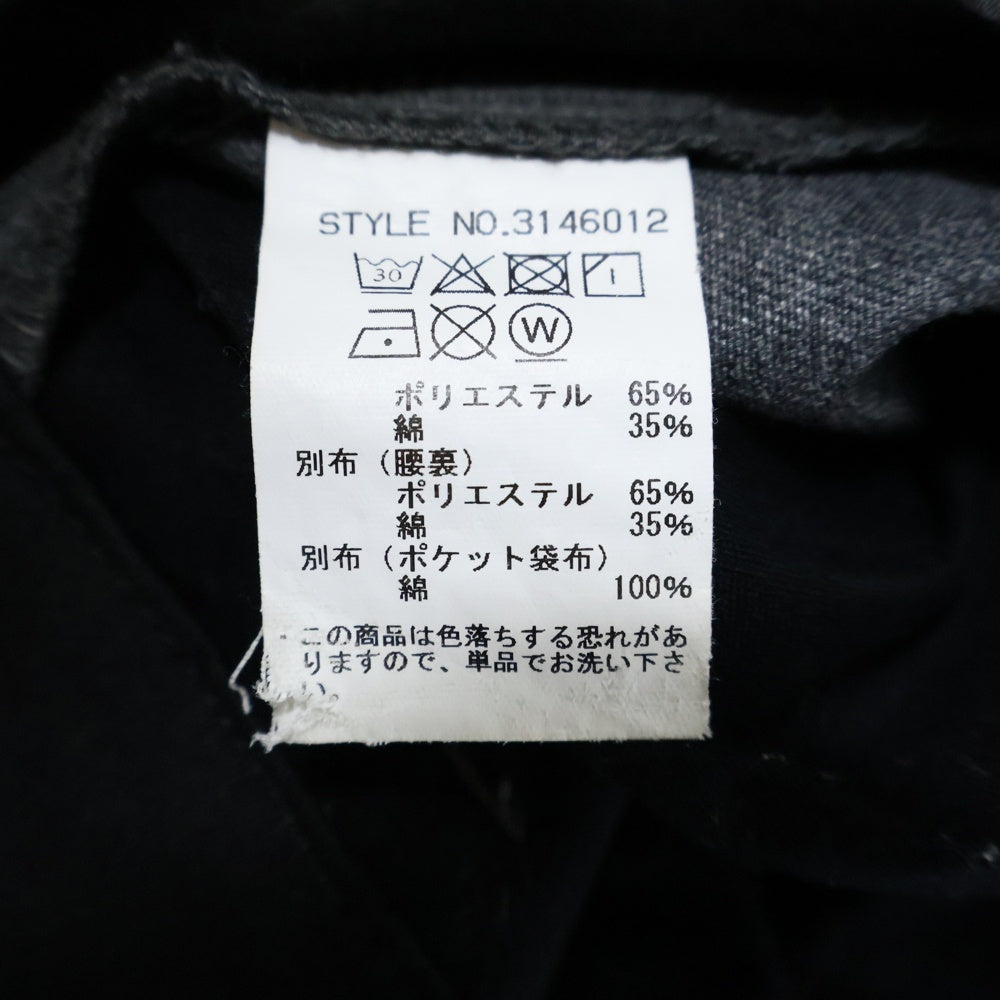 STYLE NO.3146012
30
W
ポリエステル 65%
綿 35%
別布（腰裏）
ポリエステル 65%
綿 35%
別布（ポケット袋布）
綿 100%
この商品は色落ちする恐れがあ
りますので、単品でお洗い下さ
い。